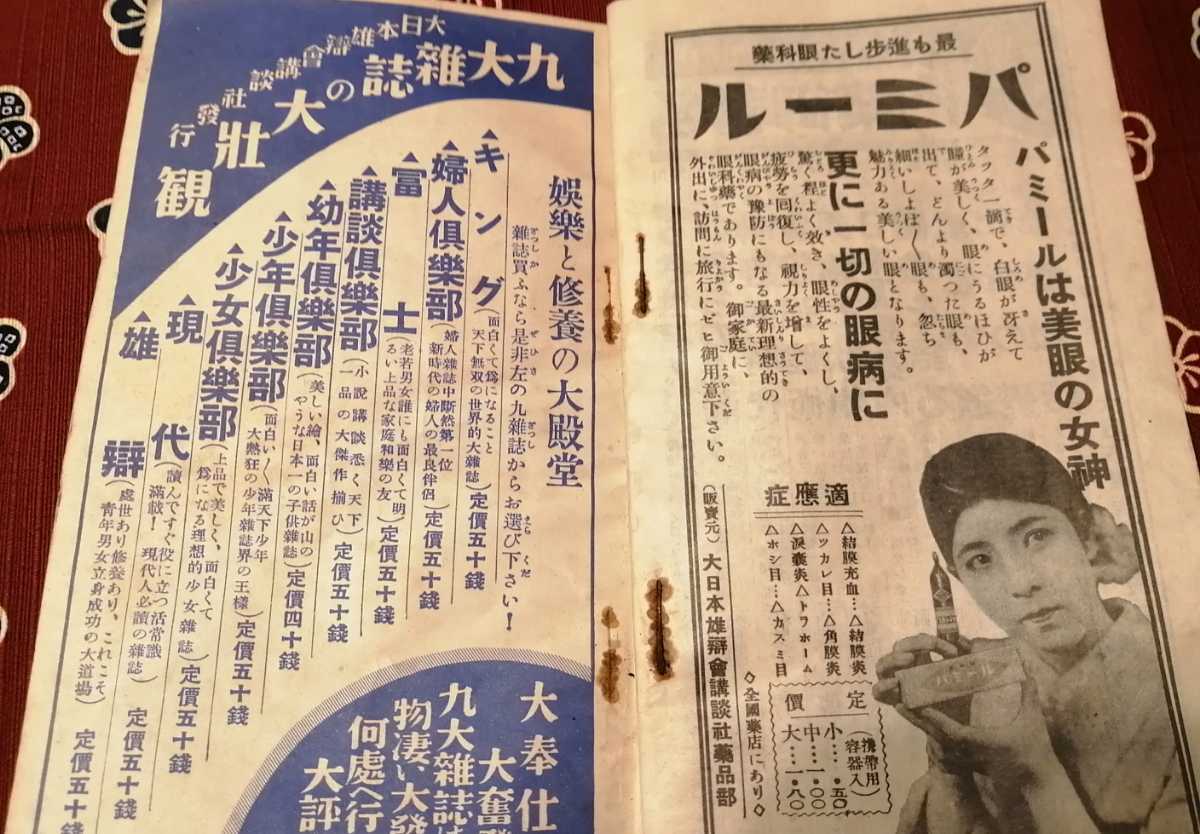 最も進歩した眼科藥
パミール
パミールは美眼の女神
タッタ一滴で、白眼が冴えて
瞳が美しく、眼にうるほひが
出て、どんより濁つた眼も、
細いしょぼ〳〵眼も、忽ち
魅力ある美しい眼となります。
更に一切の眼病に
驚く程よく效き、眼性をよくし、
疲勞を囘復し、視力を增して、
眼病の豫防にもなる最新理想的の
眼科藥であります。御家庭に、
外出に、訪問に旅行にゼヒ御用意下さい。
適應症
△結膜充血…△結膜炎
△ツカレ目…△角膜炎
△淚嚢炎△トラホーム
△ホシ目…△カスミ目
定價
(携帶用容器入)
小…・五〇
中…一・〇〇
大…一・八〇
◇全國藥店にあり◇
(販賣元)大日本雄辯會講談社藥品部
大日本雄辯會講談社發行
九大雜誌の大壯観
娯樂と修養の大殿堂
雜誌買ふなら是非左の九雜誌からお選び下さい！
▲キング(面白くて爲になること天下無双の世界的大雜誌)定價五十錢
▲婦人倶樂部(婦人雜誌中斷然第一位新時代の婦人の最良伴侶)定價五十錢
▲富士(老若男女誰にも面白くて明るい上品な家庭和樂の友)定價五十錢
▲講談倶樂部(小說講談悉く天下一品の大傑作揃ひ)定價五十錢
▲幼年倶樂部(美しい繪、面白い話が山のやうな日本一の子供雜誌)定價四十錢
▲少年倶樂部(面白い〳〵滿天下少年大熱狂の少年雜誌界の王樣)定價五十錢
▲少女倶樂部(上品で美しく、面白くて爲になる理想的少女雜誌)定價五十錢
▲現代(讀んですぐ役に立つ活常識滿載！現代人必讀の雜誌)定價五十錢
▲雄辯(處世あり修養あり、これこそ靑年男女立身成功の大道場)定價五十錢
大奉仕
大奮
九大雜誌
物凄い大發
何處へ行
大評